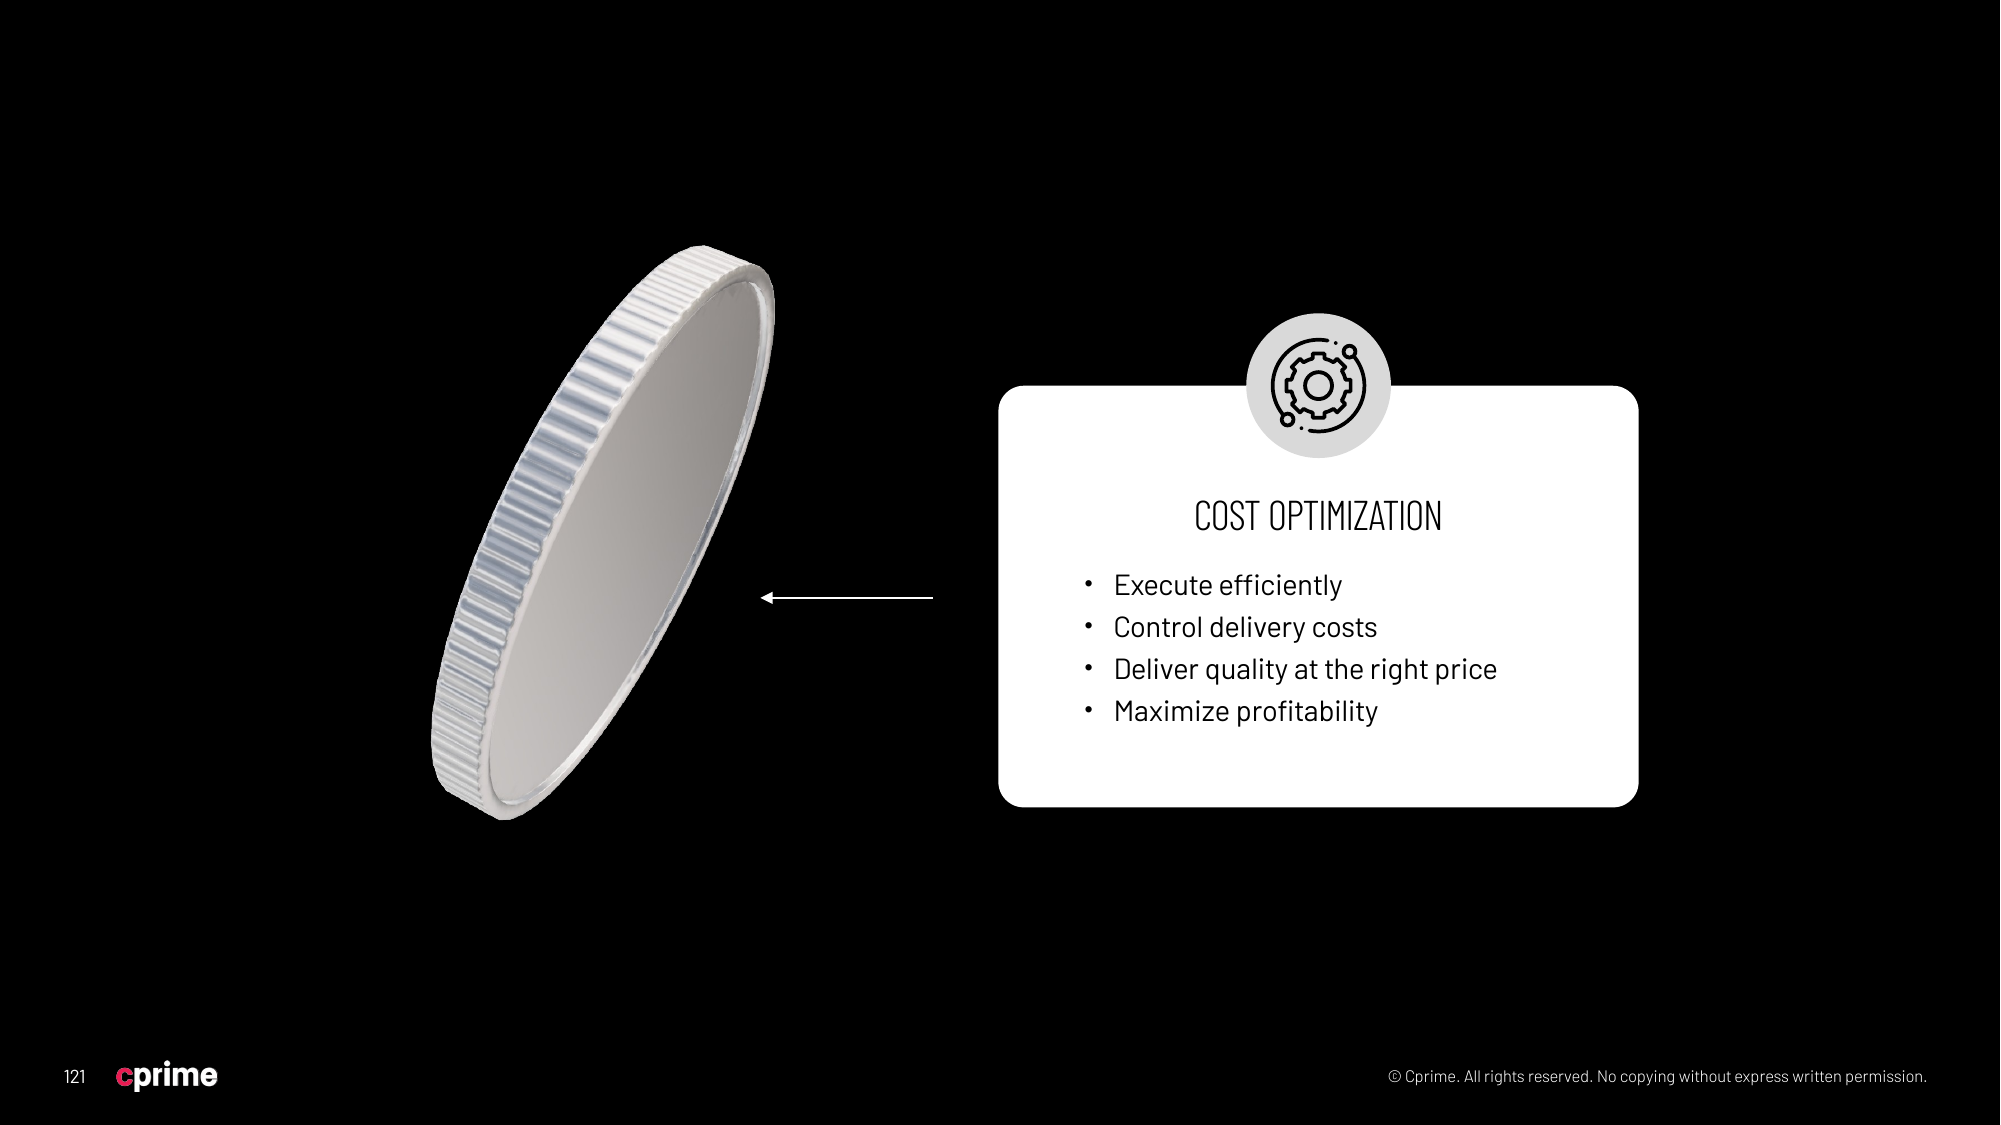 COST OPTIMIZATION
• Execute efficiently
• Control delivery costs
• Deliver quality at the right price
• Maximize profitability
121
cprime
© Cprime. All rights reserved. No copying without express written permission.